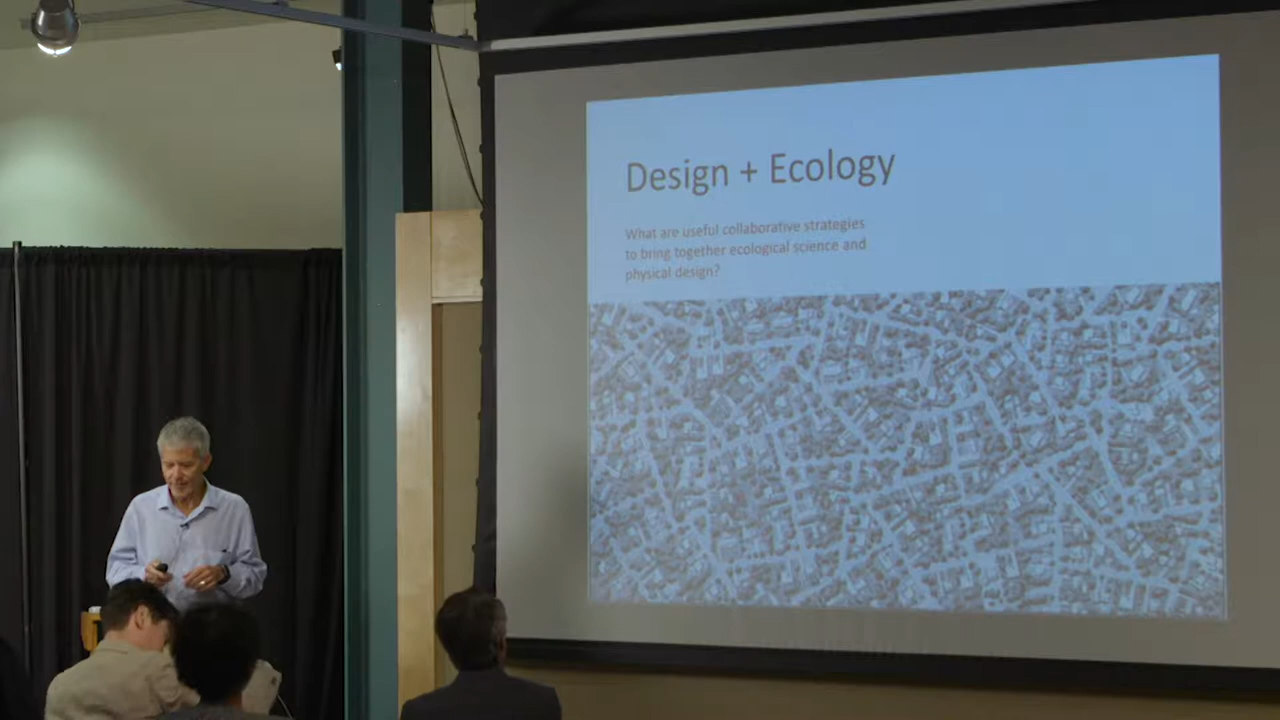 Design + Ecology
What are useful collaborative strategies
to bring together ecological science and
physical design?